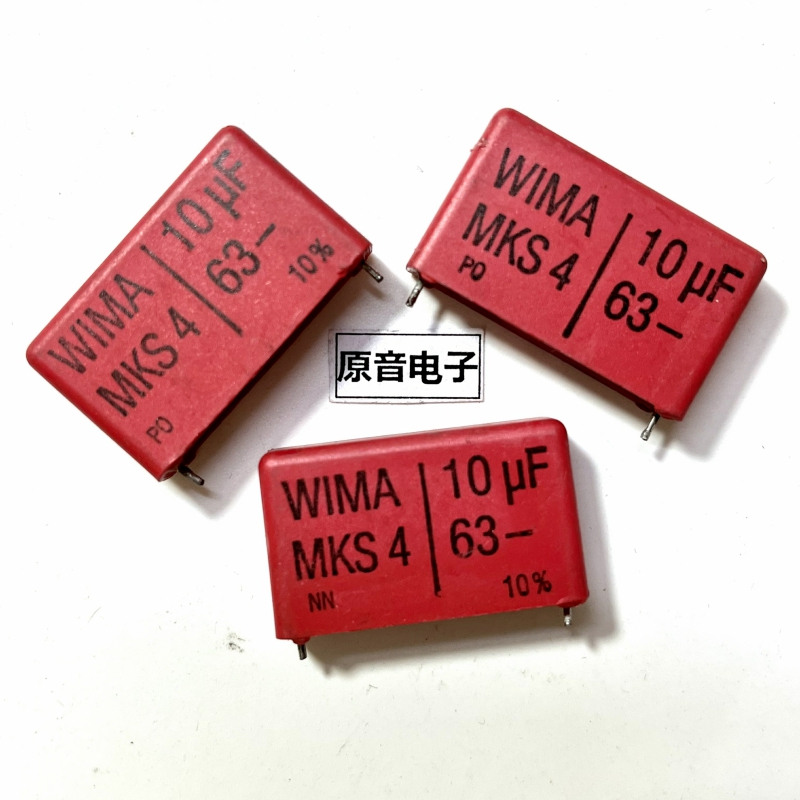 WIMA
MKS 4
PO
10 µF
63–
10%
WIMA
MKS 4
PO
10 µF
63–
原音电子
WIMA
MKS 4
NN
10 µF
63–
10%